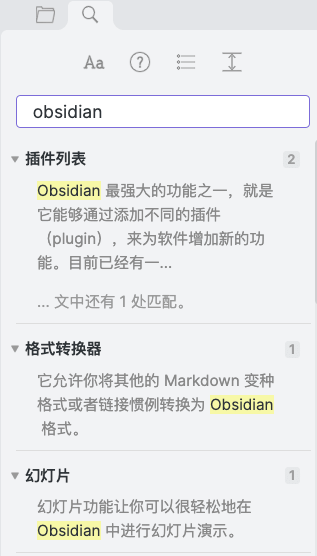 Aa
?
obsidian
插件列表 2
Obsidian 最强大的功能之一，就是
它能够通过添加不同的插件
（plugin），来为软件增加新的功
能。目前已经有一...
... 文中还有 1 处匹配。
格式转换器 1
它允许你将其他的 Markdown 变种
格式或者链接惯例转换为 Obsidian
格式。
幻灯片 1
幻灯片功能让你可以很轻松地在
Obsidian 中进行幻灯片演示。